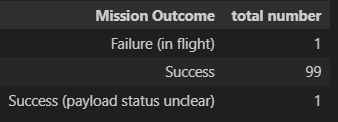 Mission Outcome total number
Failure (in flight) 1
Success 99
Success (payload status unclear) 1